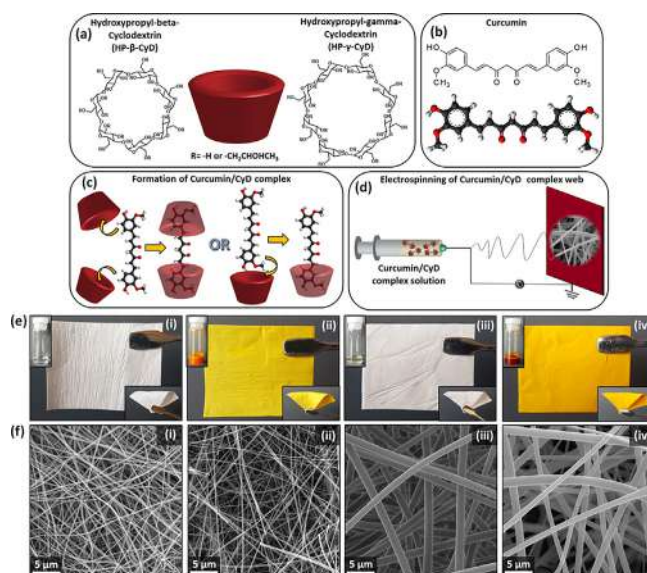 (a)
Hydroxypropyl-beta-
Cyclodextrin
(HP-β-CyD)
Hydroxypropyl-gamma-
Cyclodextrin
(HP-γ-CyD)
R= -H or -CH₂CHOHCH₃
(b)
Curcumin
HO
OH
OCH₃
O
O
OCH₃
(c)
Formation of Curcumin/CyD complex
OR
(d)
Electrospinning of Curcumin/CyD complex web
Curcumin/CyD
complex solution
(e)
(i)
(ii)
(iii)
(iv
(f)
(i)
(ii)
(iii)
(iv
5 µm
5 µm
5 µm
5 µm